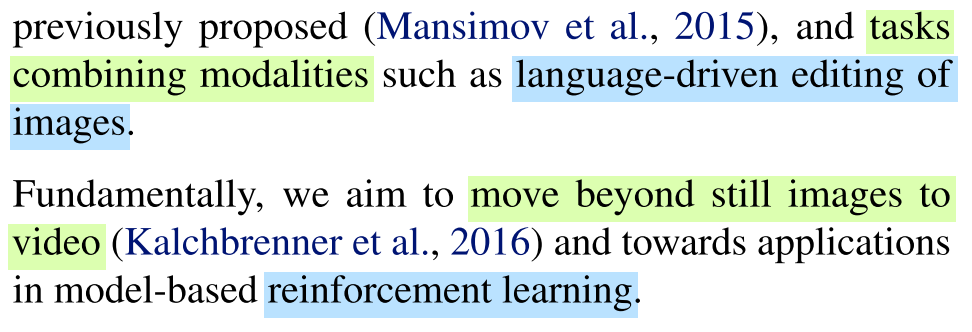 previously proposed (Mansimov et al., 2015), and tasks
combining modalities such as language-driven editing of
images.
Fundamentally, we aim to move beyond still images to
video (Kalchbrenner et al., 2016) and towards applications
in model-based reinforcement learning.